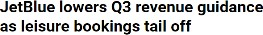 JetBlue lowers Q3 revenue guidance
as leisure bookings tail off